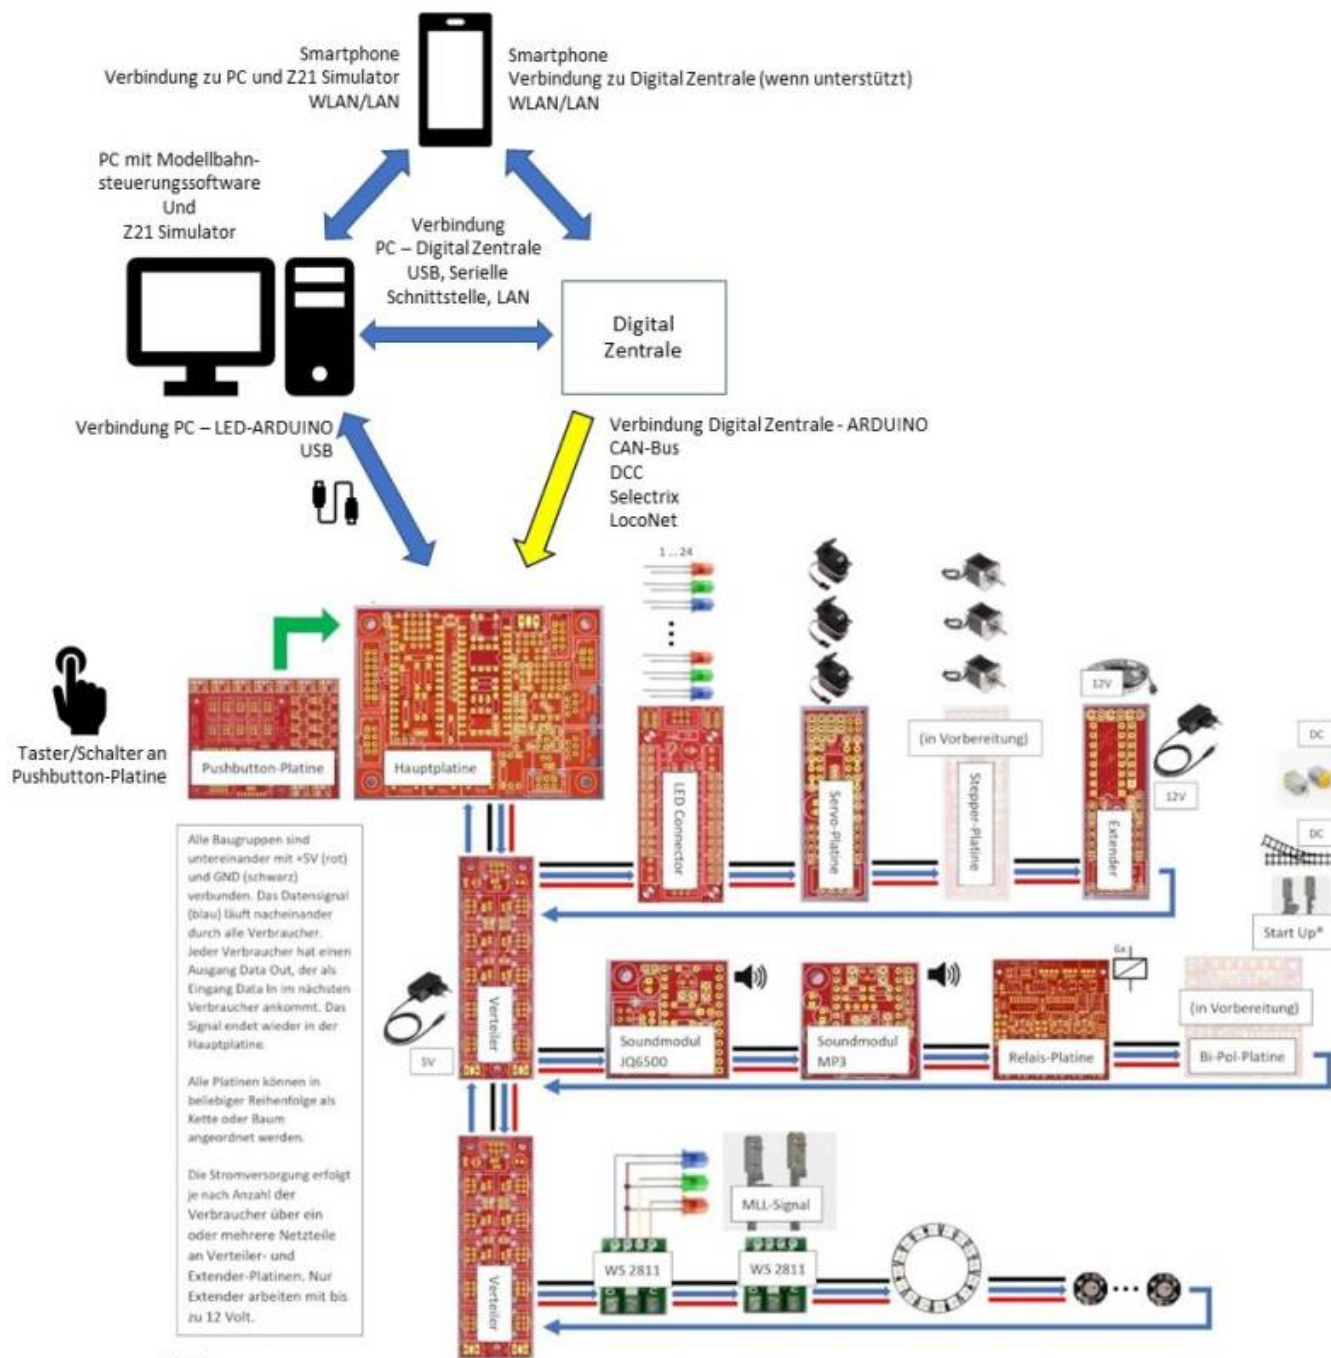 Smartphone
Verbindung zu PC und Z21 Simulator
WLAN/LAN
Smartphone
Verbindung zu Digital Zentrale (wenn unterstützt)
WLAN/LAN
PC mit Modellbahn-
steuerungssoftware
Und
Z21 Simulator
Verbindung
PC – Digital Zentrale
USB, Serielle
Schnittstelle, LAN
Digital
Zentrale
Verbindung PC – LED-ARDUINO
USB
Verbindung Digital Zentrale - ARDUINO
CAN-Bus
DCC
Selectrix
LocoNet
1 ... 24
Taster/Schalter an
Pushbutton-Platine
Pushbutton-Platine
Hauptplatine
LED Connector
Servo-Platine
(in Vorbereitung)
Stepper-Platine
12V
Extender
12V
DC
DC
Start Up®
Alle Baugruppen sind
untereinander mit +5V (rot)
und GND (schwarz)
verbunden. Das Datensignal
(blau) läuft nacheinander
durch alle Verbraucher.
Jeder Verbraucher hat einen
Ausgang Data Out, der als
Eingang Data In im nächsten
Verbraucher ankommt. Das
Signal endet wieder in der
Hauptplatine.
Alle Platinen können in
beliebiger Reihenfolge als
Kette oder Baum
angeordnet werden.
Die Stromversorgung erfolgt
je nach Anzahl der
Verbraucher über ein
oder mehrere Netzteile
an Verteiler- und
Extender-Platinen. Nur
Extender arbeiten mit bis
zu 12 Volt.
5V
Verteiler
Soundmodul
JQ6500
Soundmodul
MP3
6x
Relais-Platine
(in Vorbereitung)
Bi-Pol-Platine
Verteiler
WS 2811
MLL-Signal
WS 2811